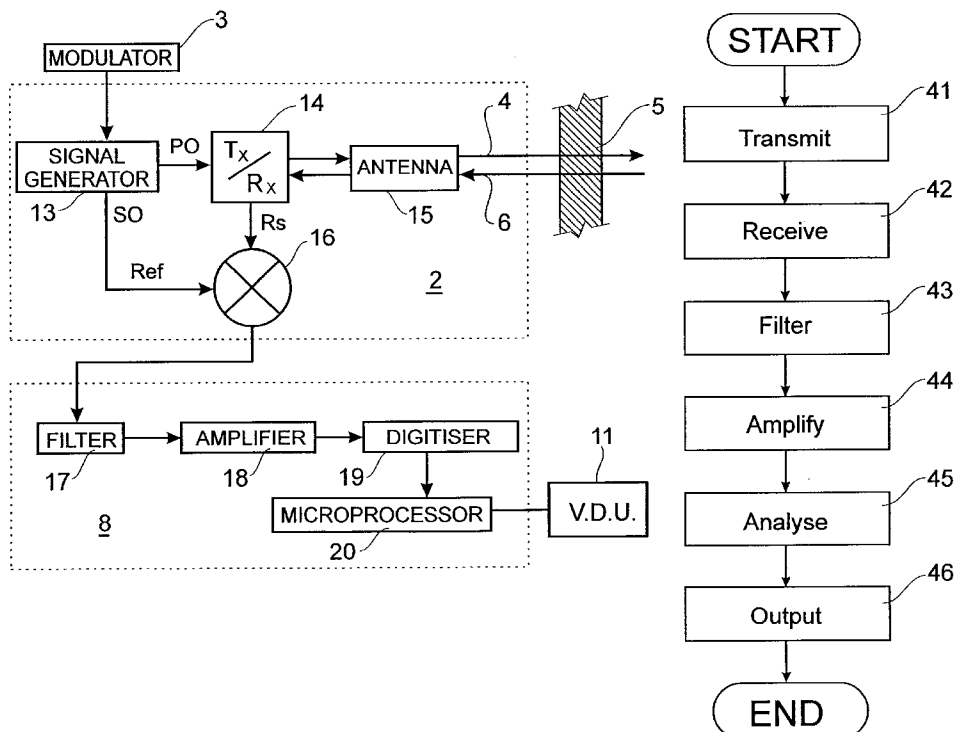 3
MODULATOR
14
4
5
SIGNAL
GENERATOR
PO
Tx
/
Rx
ANTENNA
13
SO
15
6
Rs
16
Ref
2
FILTER
AMPLIFIER
DIGITISER
17
18
19
11
MICROPROCESSOR
V.D.U.
8
20
START
41
Transmit
42
Receive
43
Filter
44
Amplify
45
Analyse
46
Output
END